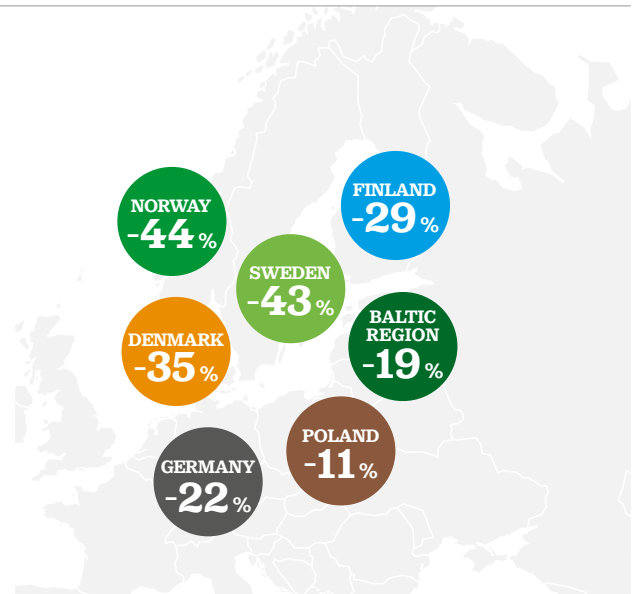 NORWAY
-44 %
FINLAND
-29 %
SWEDEN
-43 %
DENMARK
-35 %
BALTIC
REGION
-19 %
POLAND
-11 %
GERMANY
-22 %